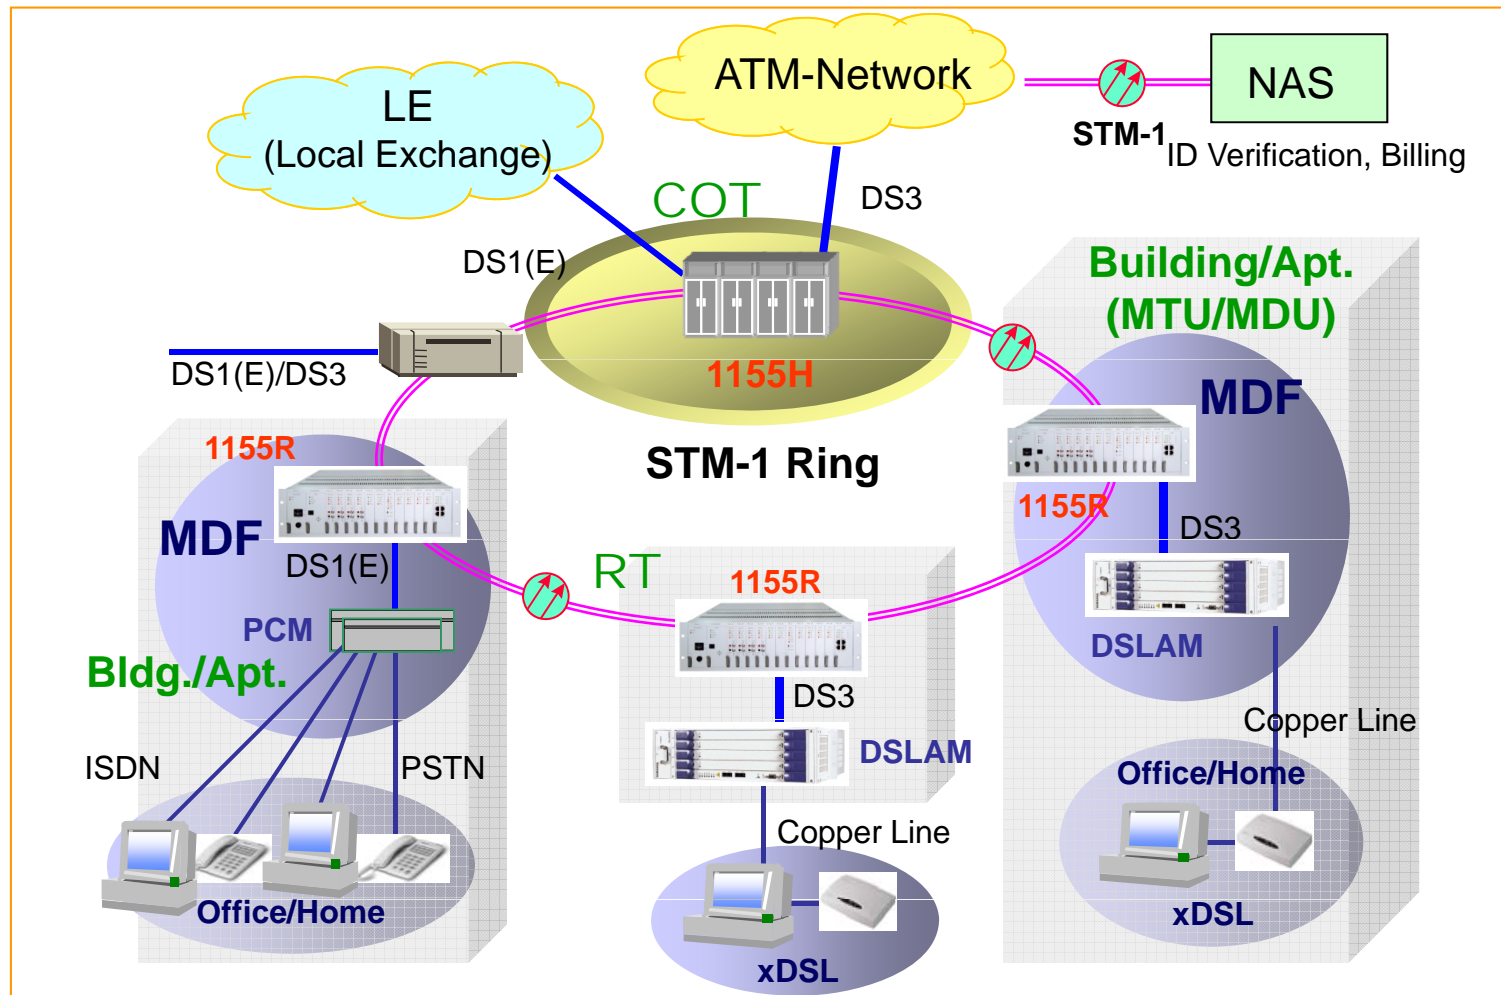 LE
(Local Exchange)
ATM-Network
NAS
STM-1
ID Verification, Billing
COT
DS3
DS1(E)
Building/Apt.
(MTU/MDU)
DS1(E)/DS3
1155H
MDF
1155R
STM-1 Ring
1155R
MDF
DS3
DS1(E)
RT
1155R
PCM
DSLAM
Bldg./Apt.
DS3
Copper Line
ISDN
PSTN
DSLAM
Office/Home
Copper Line
Office/Home
xDSL
xDSL